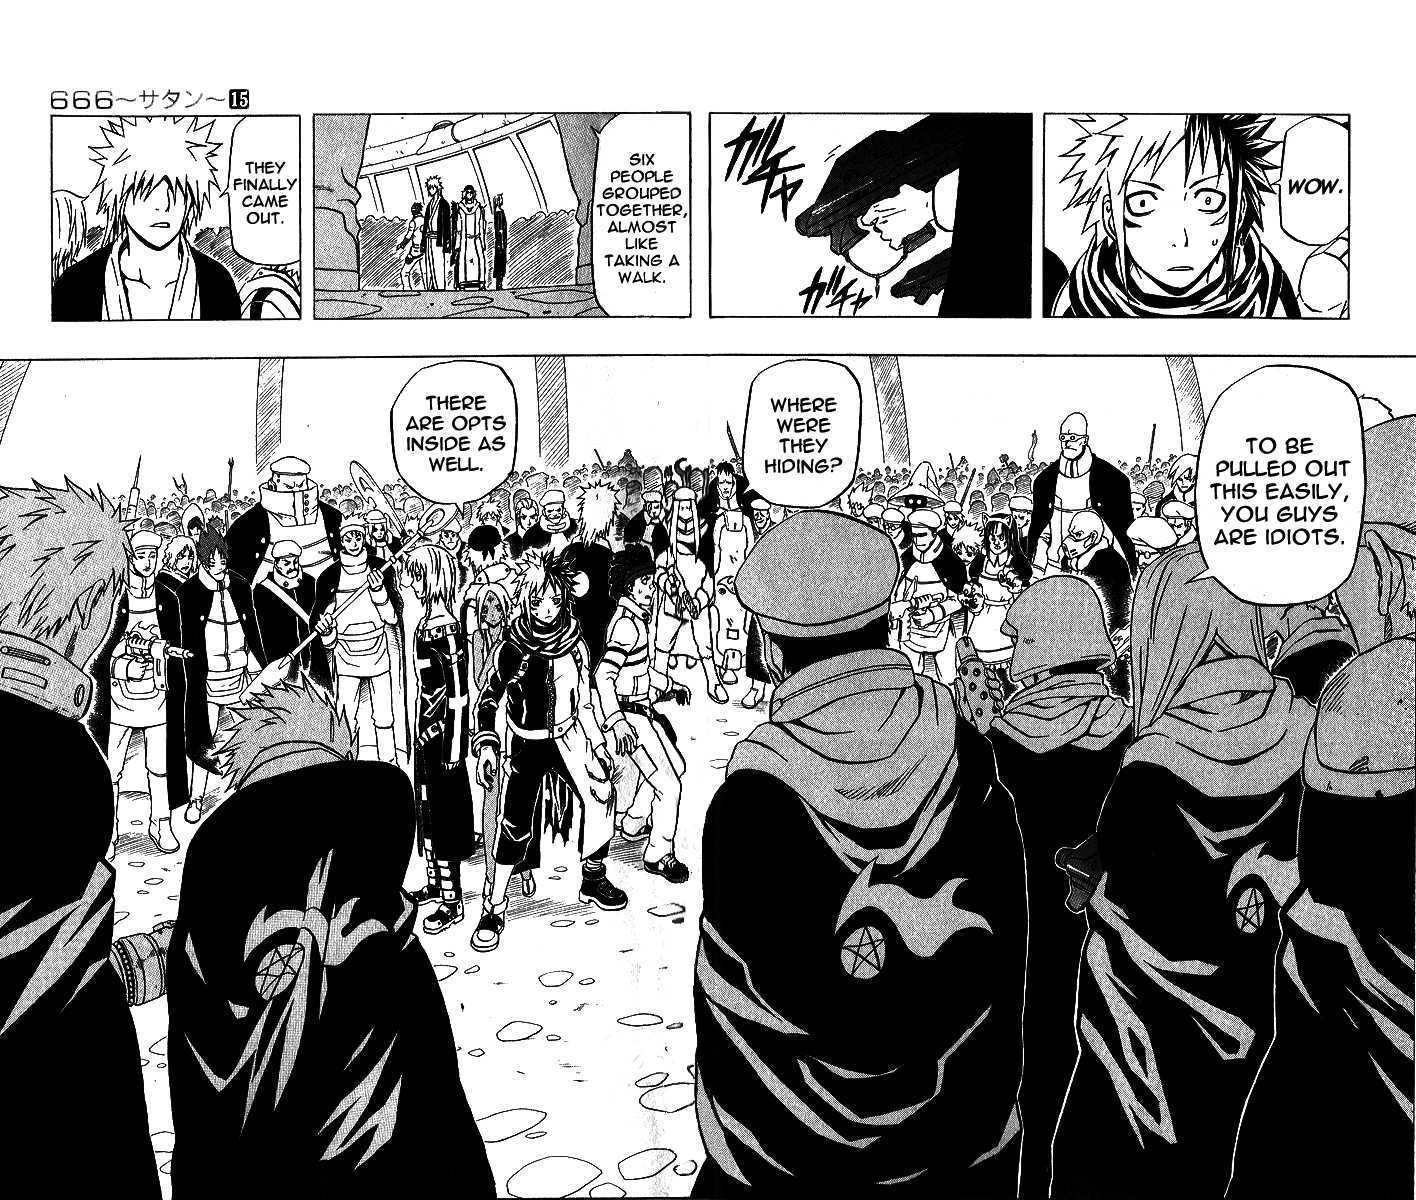 666〜サタン〜15
WOW.
ガチャ
ガチャ
SIX
PEOPLE
GROUPED
TOGETHER,
ALMOST
LIKE
TAKING A
WALK.
THEY
FINALLY
CAME
OUT.
TO BE
PULLED OUT
THIS EASILY,
YOU GUYS
ARE IDIOTS.
WHERE
WERE
THEY
HIDING?
THERE
ARE OPTS
INSIDE AS
WELL.